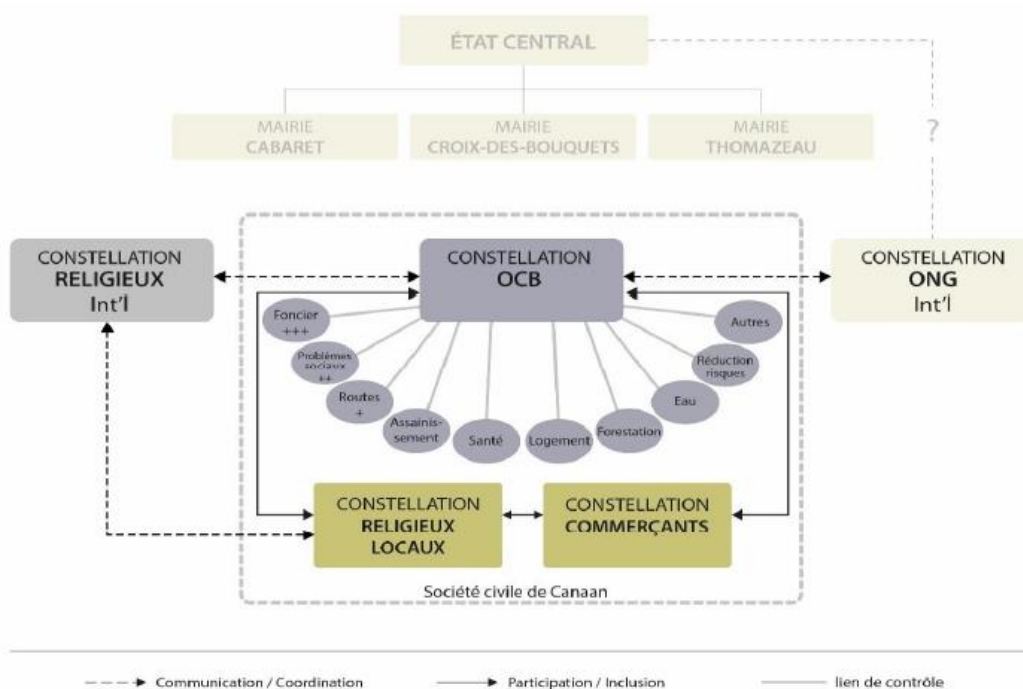 ÉTAT CENTRAL
MAIRIE
CABARET
MAIRIE
CROIX-DES-BOUQUETS
MAIRIE
THOMAZEAU
?
CONSTELLATION
RELIGIEUX
Int'l
CONSTELLATION
OCB
CONSTELLATION
ONG
Int'l
Foncier
+++
Problèmes
sociaux
++
Routes
+
Assainis-
sement
Santé
Logement
Forestation
Eau
Réduction
risques
Autres
CONSTELLATION
RELIGIEUX
LOCAUX
CONSTELLATION
COMMERÇANTS
Société civile de Canaan
Communication / Coordination
Participation / Inclusion
lien de contrôle